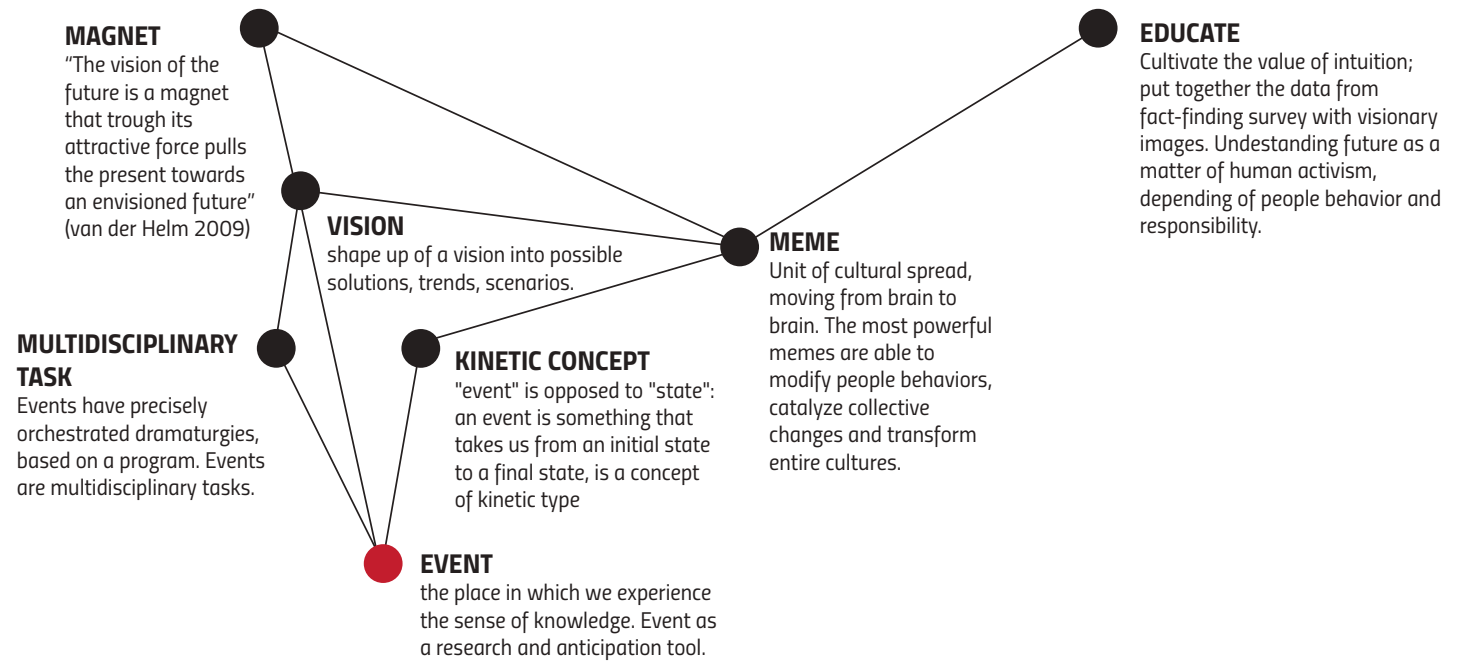 MAGNET
“The vision of the
future is a magnet
that trough its
attractive force pulls
the present towards
an envisioned future”
(van der Helm 2009)
EDUCATE
Cultivate the value of intuition;
put together the data from
fact-finding survey with visionary
images. Undestanding future as a
matter of human activism,
depending of people behavior and
responsibility.
VISION
shape up of a vision into possible
solutions, trends, scenarios.
MEME
Unit of cultural spread,
moving from brain to
brain. The most powerful
memes are able to
modify people behaviors,
catalyze collective
changes and transform
entire cultures.
MULTIDISCIPLINARY
TASK
Events have precisely
orchestrated dramaturgies,
based on a program. Events
are multidisciplinary tasks.
KINETIC CONCEPT
"event" is opposed to "state":
an event is something that
takes us from an initial state
to a final state, is a concept
of kinetic type
EVENT
the place in which we experience
the sense of knowledge. Event as
a research and anticipation tool.